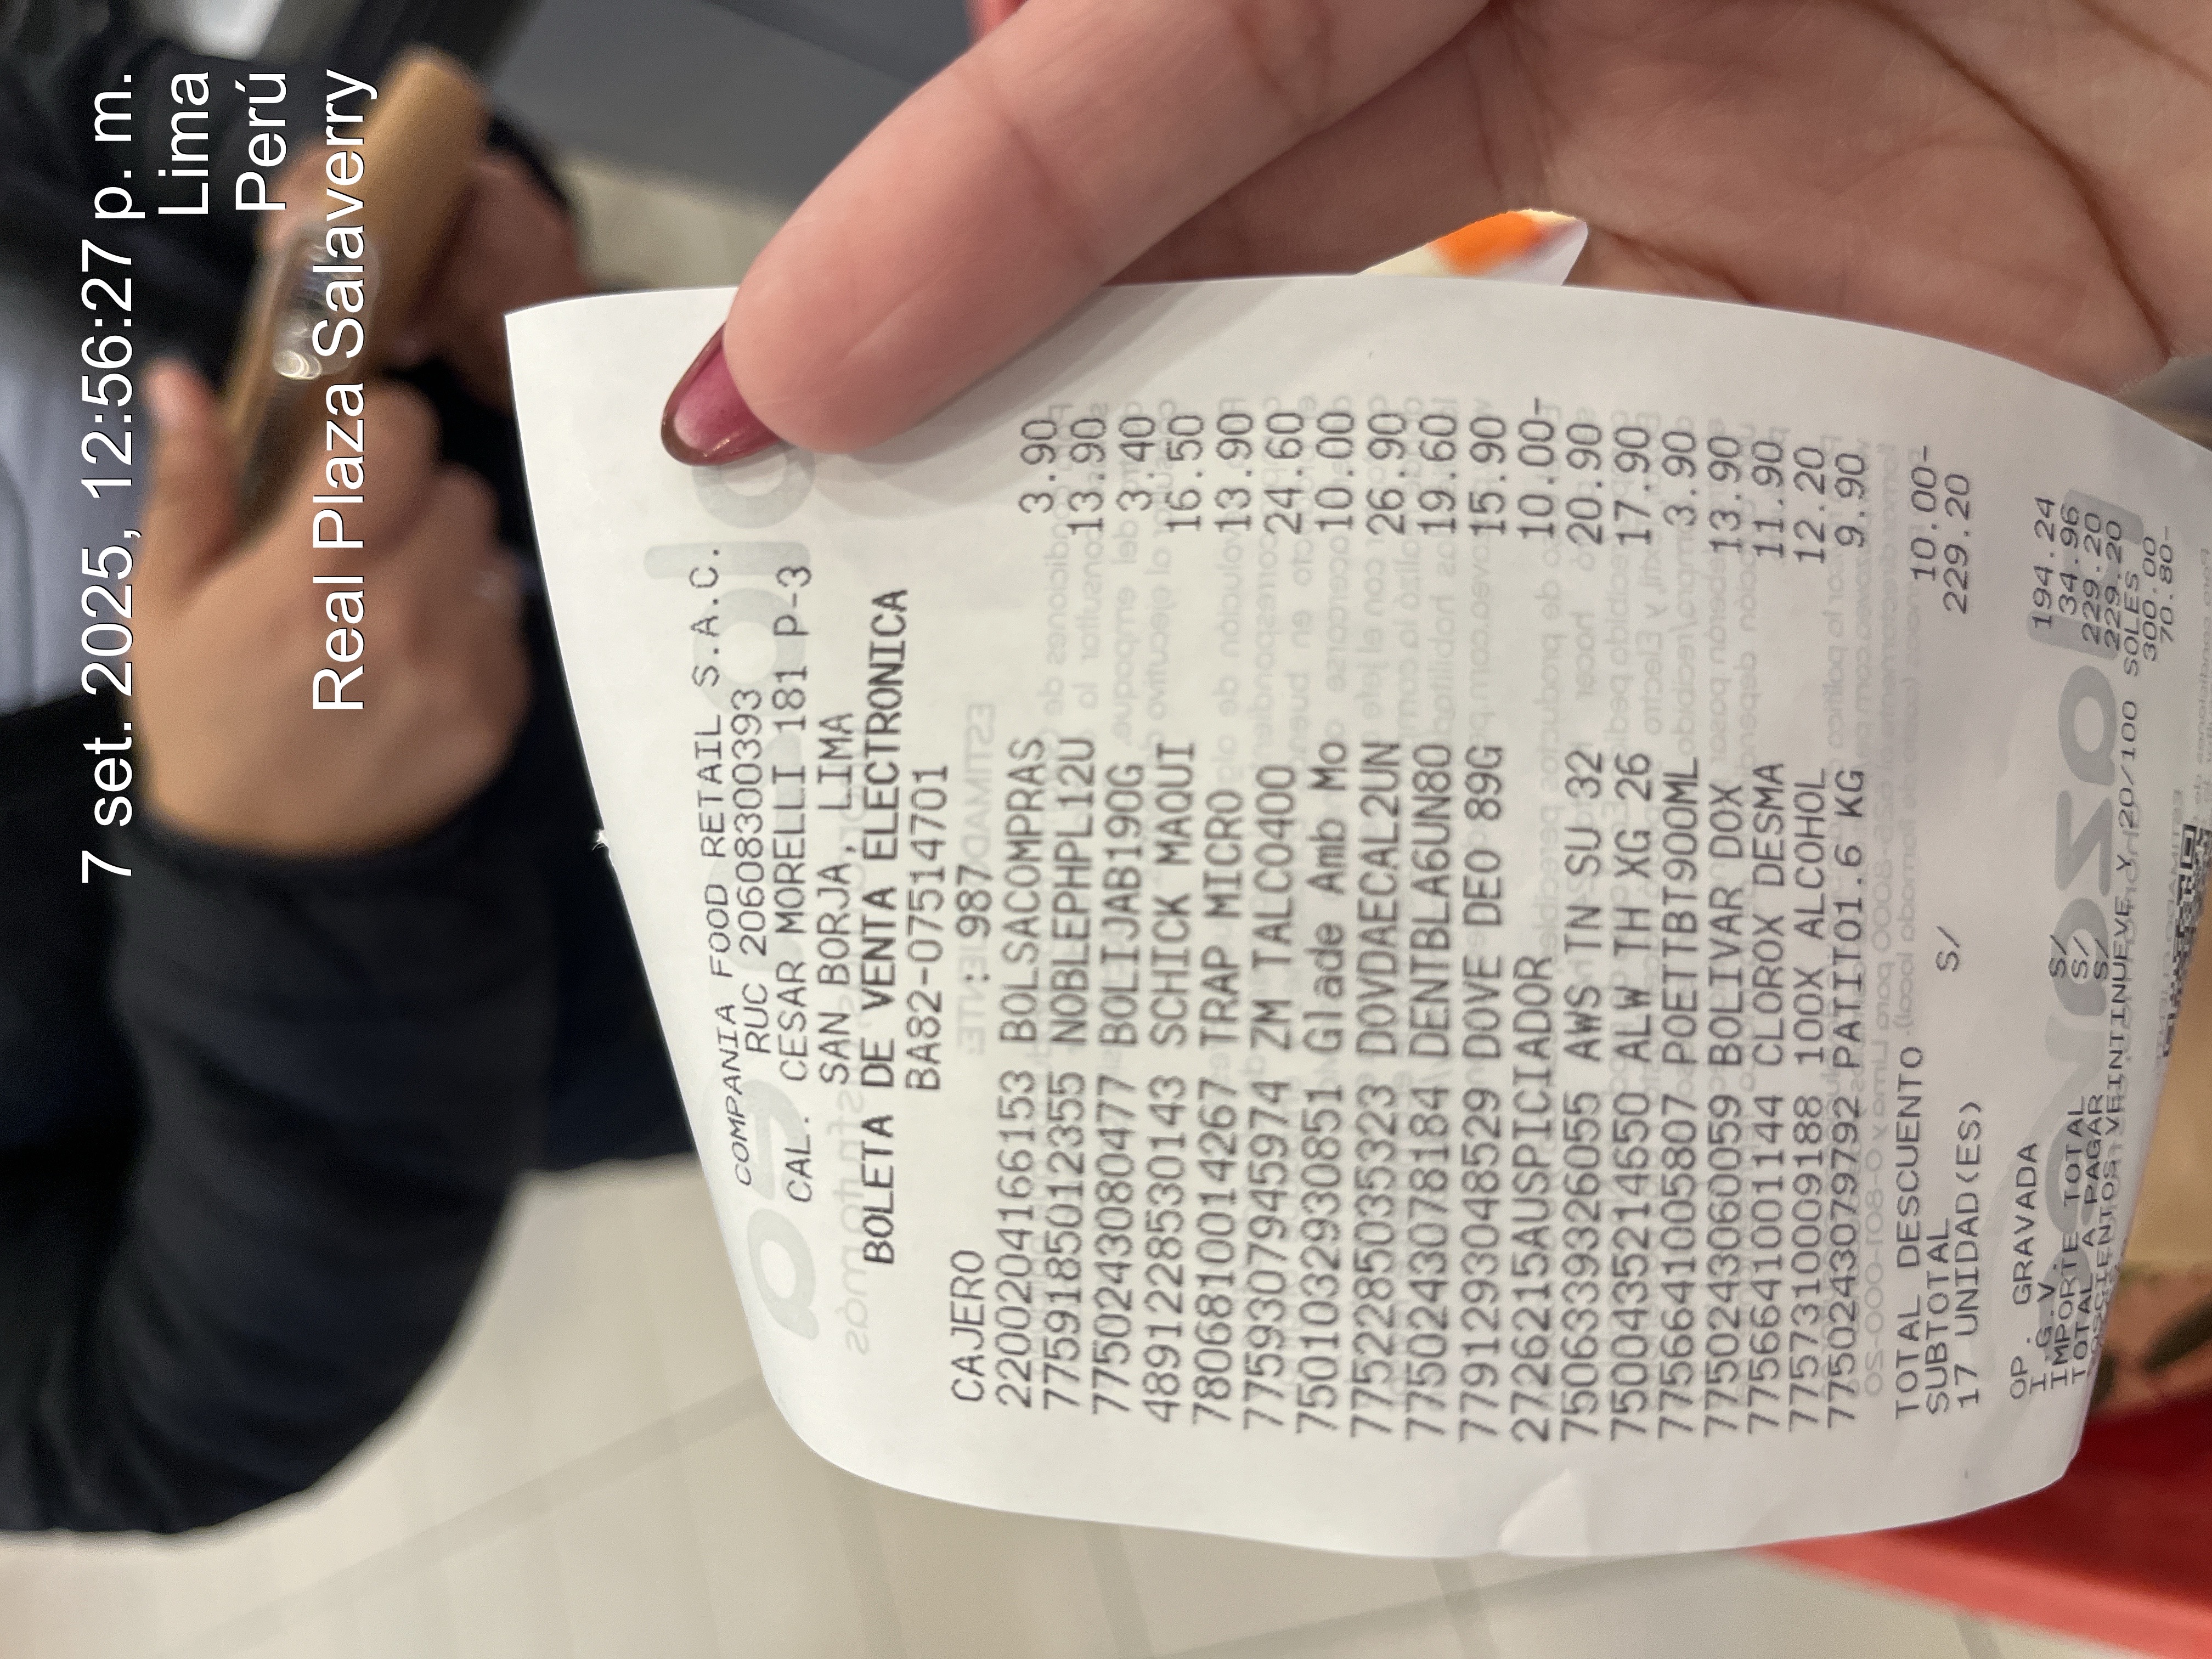 7 set. 2025, 12:56:27 p. m.
Lima
Perú
Real Plaza Salaverry
COMPANIA FOOD RETAIL S.A.C.
RUC 20608300393
CAL. CESAR MORELLI 181 P-3
SAN BORJA, LIMA
BOLETA DE VENTA ELECTRONICA
BA82-07514701
CAJERO : 987
2200204166153 BOLSACOMPRAS 3.90
7759185012355 NOBLEPHPL12U 13.90
7750243080477 BOLIJAB190G 3.40
4891228530143 SCHICK MAQUI 16.50
7806810014267 TRAP MICRO 13.90
7759307945974 ZM TALCO400 24.60
7501032930851 Glade Amb Mo 10.00
7752285035323 DOVDAECAL2UN 26.90
7750243078184 DENTBLA6UN80 19.60
7791293048529 DOVE DEO 89G 15.90
2726215AUSPICIADOR 10.00-
7506339326055 AWS TN SU 32 20.90
7500435214650 ALW TH XG 26 17.90
7756641005807 POETTBT900ML 3.90
7750243060059 BOLIVAR DOX 13.90
7756641001144 CLOROX DESMA 11.90
7757310009188 100X ALCOHOL 12.20
7750243079792 PATITO1.6 KG 9.90
TOTAL DESCUENTO 10.00-
SUBTOTAL S/ 229.20
17 UNIDAD(ES)
OP. GRAVADA 194.24
I.G.V. S/ 34.96
IMPORTE TOTAL S/ 229.20
TOTAL A PAGAR S/ 229.20
VEINTINUEVE Y 20/100 SOLES
300.00
70.80-